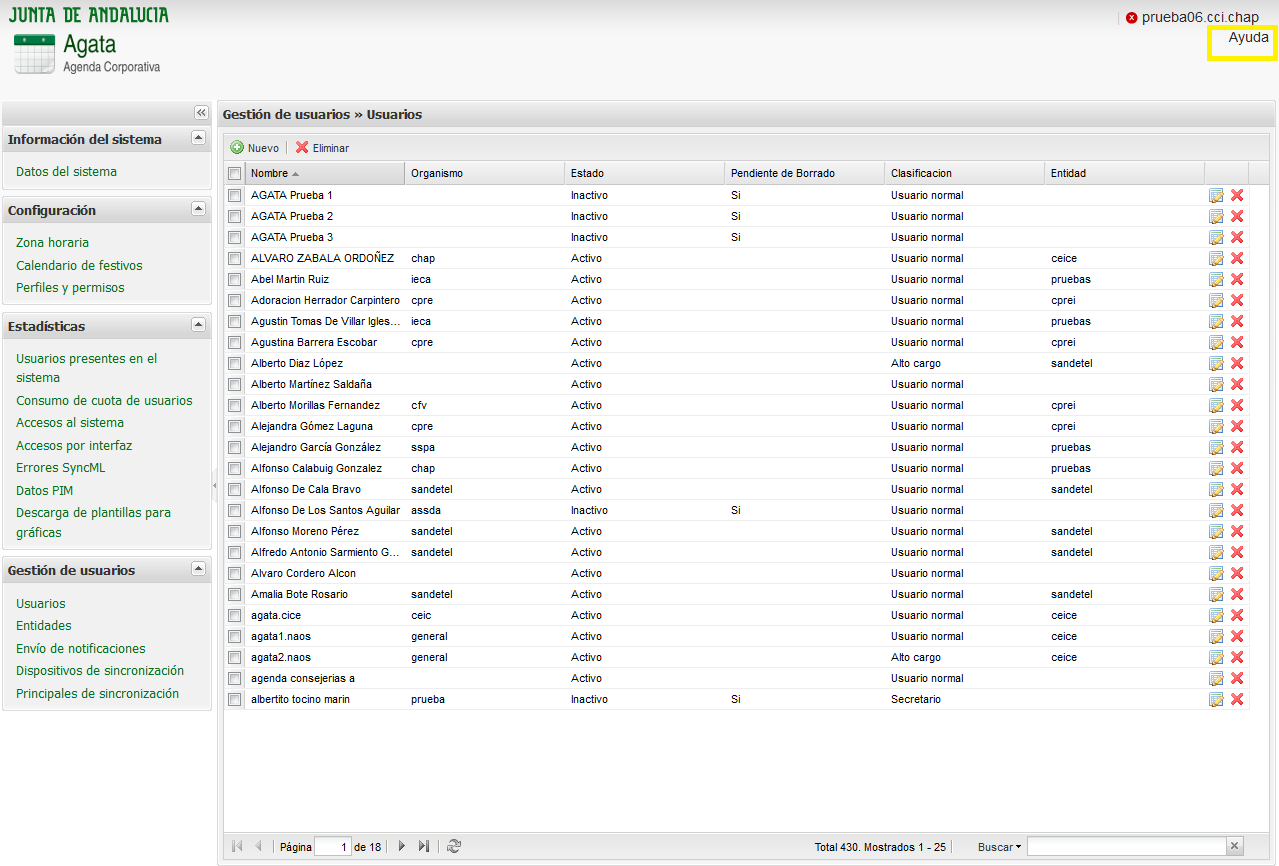 JUNTA DE ANDALUCIA
Agata
Agenda Corporativa
prueba06.cci.chap
Ayuda
Información del sistema
Datos del sistema
Configuración
Zona horaria
Calendario de festivos
Perfiles y permisos
Estadísticas
Usuarios presentes en el
sistema
Consumo de cuota de usuarios
Accesos al sistema
Accesos por interfaz
Errores SyncML
Datos PIM
Descarga de plantillas para
gráficas
Gestión de usuarios
Usuarios
Entidades
Envío de notificaciones
Dispositivos de sincronización
Principales de sincronización
Gestión de usuarios » Usuarios
Nuevo Eliminar
Nombre Organismo Estado Pendiente de Borrado Clasificacion Entidad
AGATA Prueba 1 Inactivo Si Usuario normal
AGATA Prueba 2 Inactivo Si Usuario normal
AGATA Prueba 3 Inactivo Si Usuario normal
ALVARO ZABALA ORDOÑEZ chap Activo Usuario normal ceice
Abel Martin Ruiz ieca Activo Usuario normal pruebas
Adoracion Herrador Carpintero cpre Activo Usuario normal cprei
Agustin Tomas De Villar Igles... ieca Activo Usuario normal pruebas
Agustina Barrera Escobar cpre Activo Usuario normal cprei
Alberto Diaz López Activo Alto cargo sandetel
Alberto Martínez Saldaña Activo Usuario normal
Alberto Morillas Fernandez cfv Activo Usuario normal cprei
Alejandra Gómez Laguna cpre Activo Usuario normal cprei
Alejandro García González sspa Activo Usuario normal pruebas
Alfonso Calabuig Gonzalez chap Activo Usuario normal pruebas
Alfonso De Cala Bravo sandetel Activo Usuario normal sandetel
Alfonso De Los Santos Aguilar assda Inactivo Si Usuario normal
Alfonso Moreno Pérez sandetel Activo Usuario normal sandetel
Alfredo Antonio Sarmiento G... sandetel Activo Usuario normal sandetel
Alvaro Cordero Alcon Activo Usuario normal
Amalia Bote Rosario sandetel Activo Usuario normal sandetel
agata.cice ceic Activo Usuario normal ceice
agata1.naos general Activo Usuario normal ceice
agata2.naos general Activo Alto cargo ceice
agenda consejerias a Activo Usuario normal
albertito tocino marin prueba Inactivo Si Secretario
Página 1 de 18 Total 430. Mostrados 1 - 25 Buscar